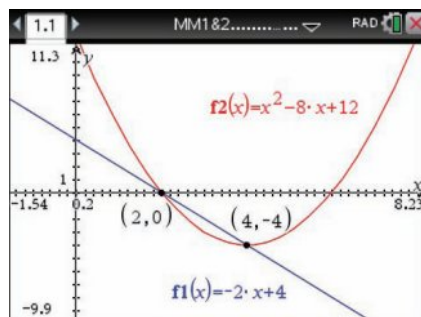 1.1 MM1&2........... RAD
11.3
y
f2(x)=x²-8·x+12
1
x
-1.54
0.2
8.23
(2,0)
(4,-4)
f1(x)=-2·x+4
-9.9